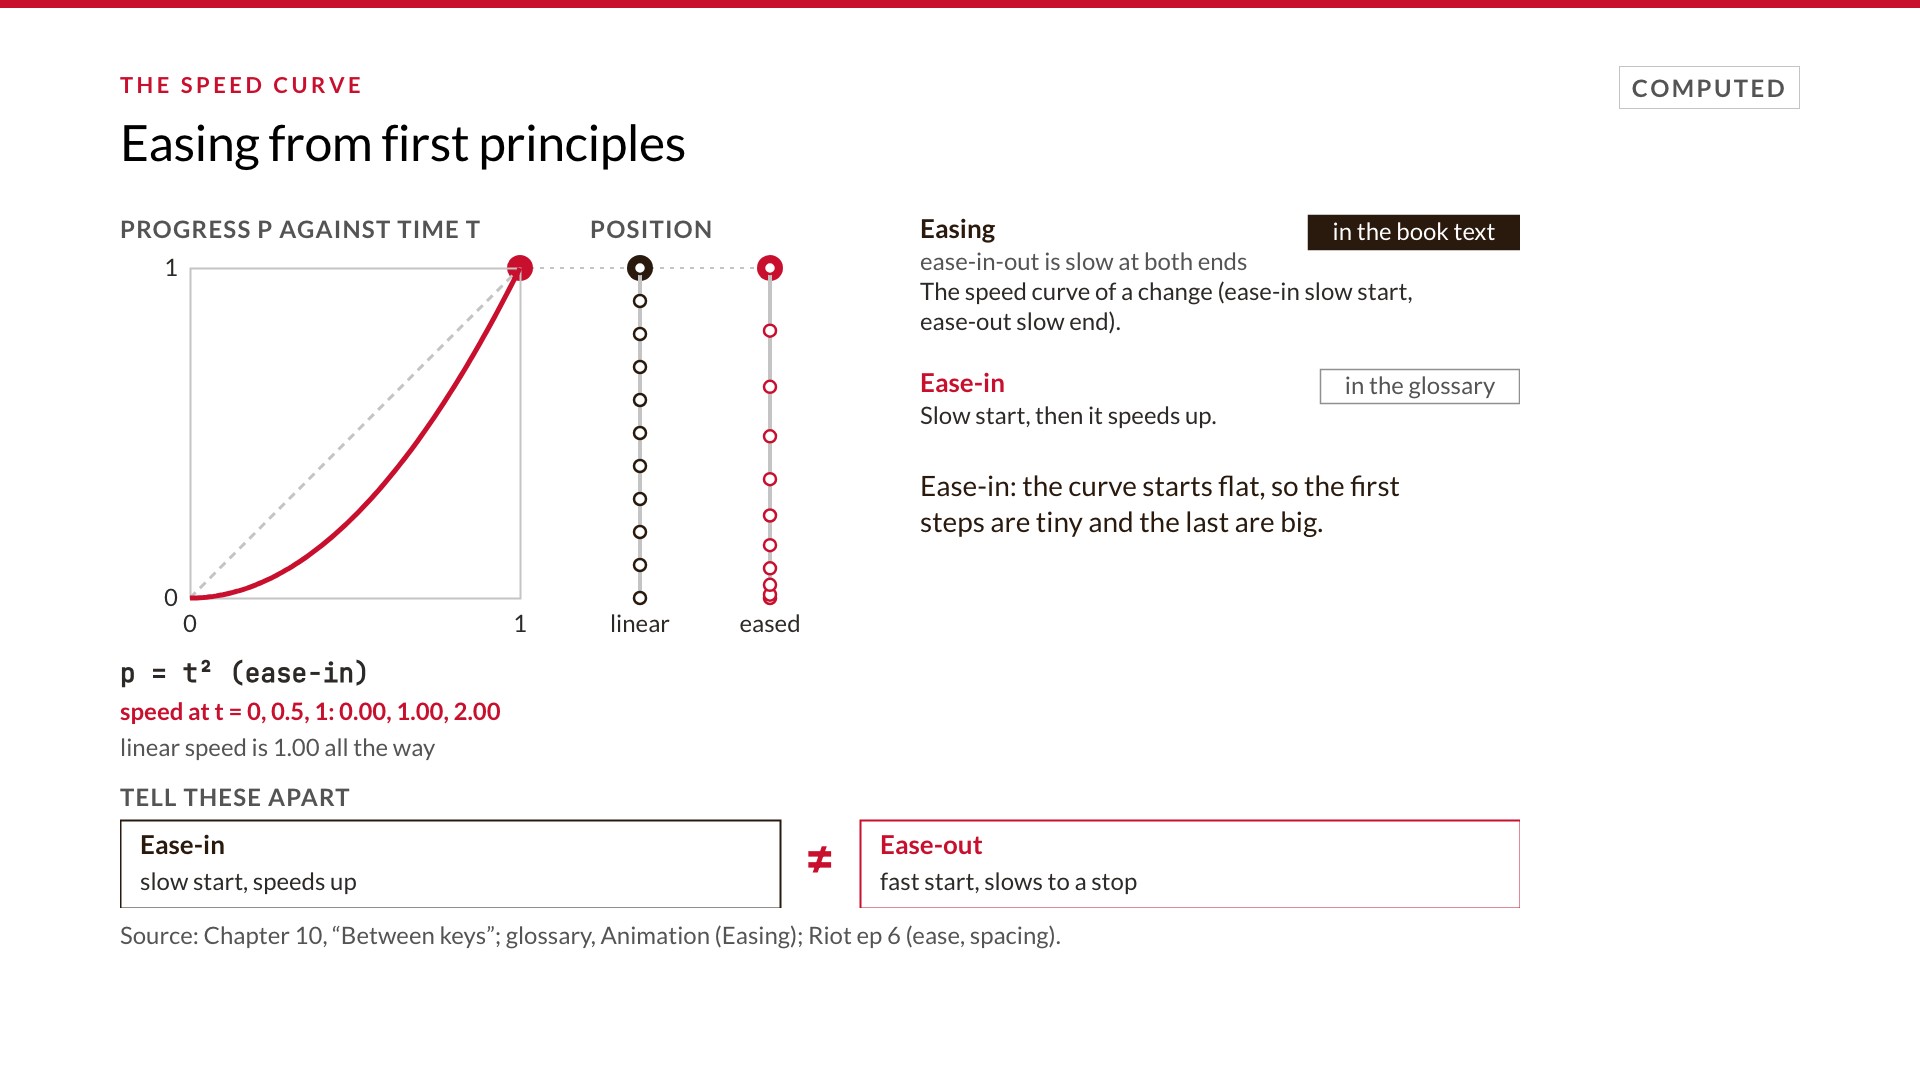 THE SPEED CURVE
COMPUTED
Easing from first principles
PROGRESS P AGAINST TIME T
POSITION
1
0
0
1
linear
eased
p = t² (ease-in)
speed at t = 0, 0.5, 1: 0.00, 1.00, 2.00
linear speed is 1.00 all the way
Easing
in the book text
ease-in-out is slow at both ends
The speed curve of a change (ease-in slow start,
ease-out slow end).
Ease-in
in the glossary
Slow start, then it speeds up.
Ease-in: the curve starts flat, so the first
steps are tiny and the last are big.
TELL THESE APART
Ease-in
slow start, speeds up
≠
Ease-out
fast start, slows to a stop
Source: Chapter 10, “Between keys”; glossary, Animation (Easing); Riot ep 6 (ease, spacing).